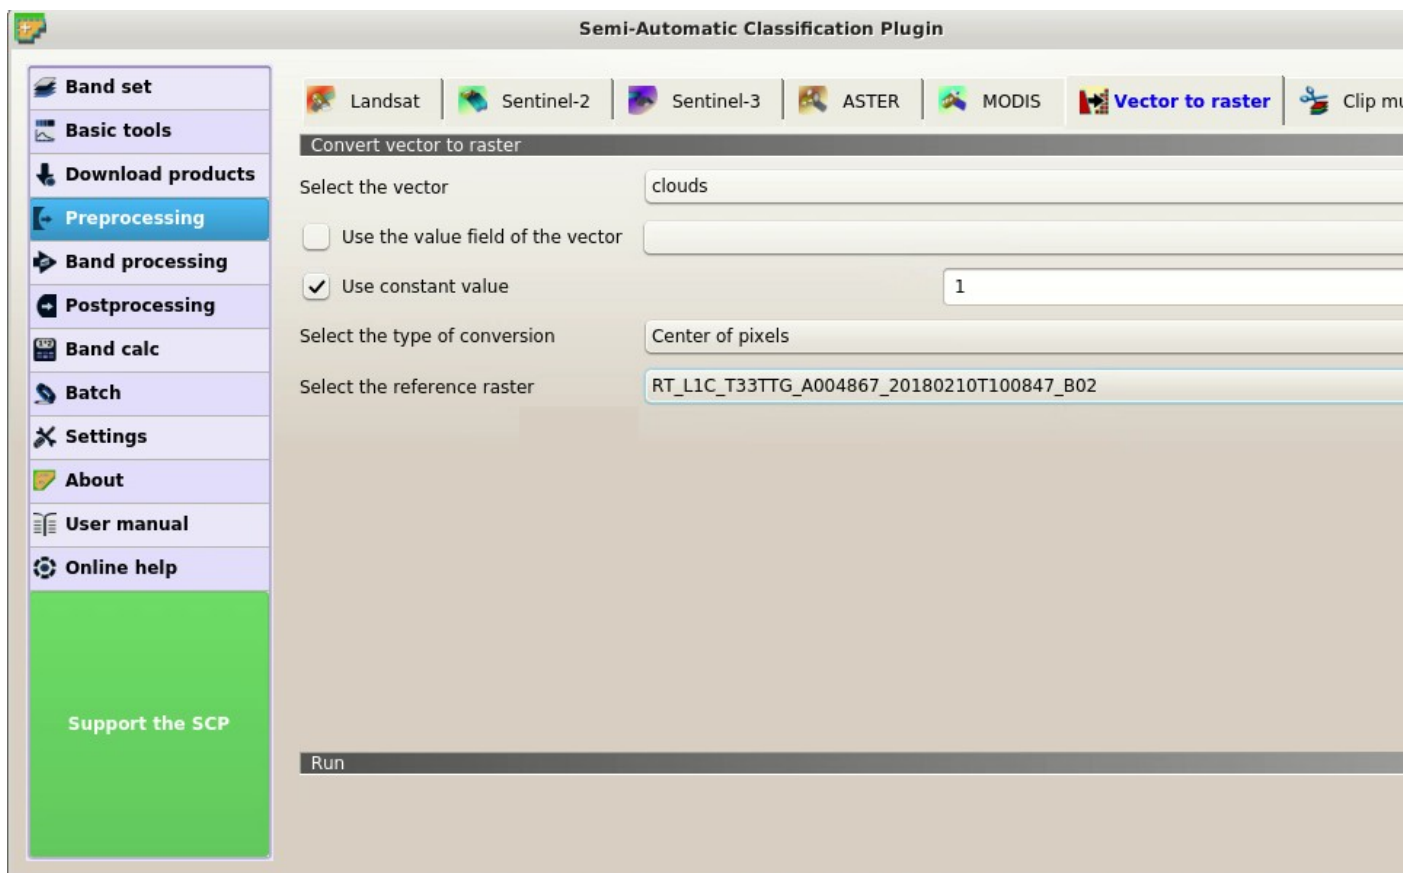 Semi-Automatic Classification Plugin
Band set
Basic tools
Download products
Preprocessing
Band processing
Postprocessing
Band calc
Batch
Settings
About
User manual
Online help
Support the SCP
Landsat Sentinel-2 Sentinel-3 ASTER MODIS Vector to raster Clip mu
Convert vector to raster
Select the vector clouds
Use the value field of the vector
Use constant value 1
Select the type of conversion Center of pixels
Select the reference raster RT_L1C_T33TTG_A004867_20180210T100847_B02
Run